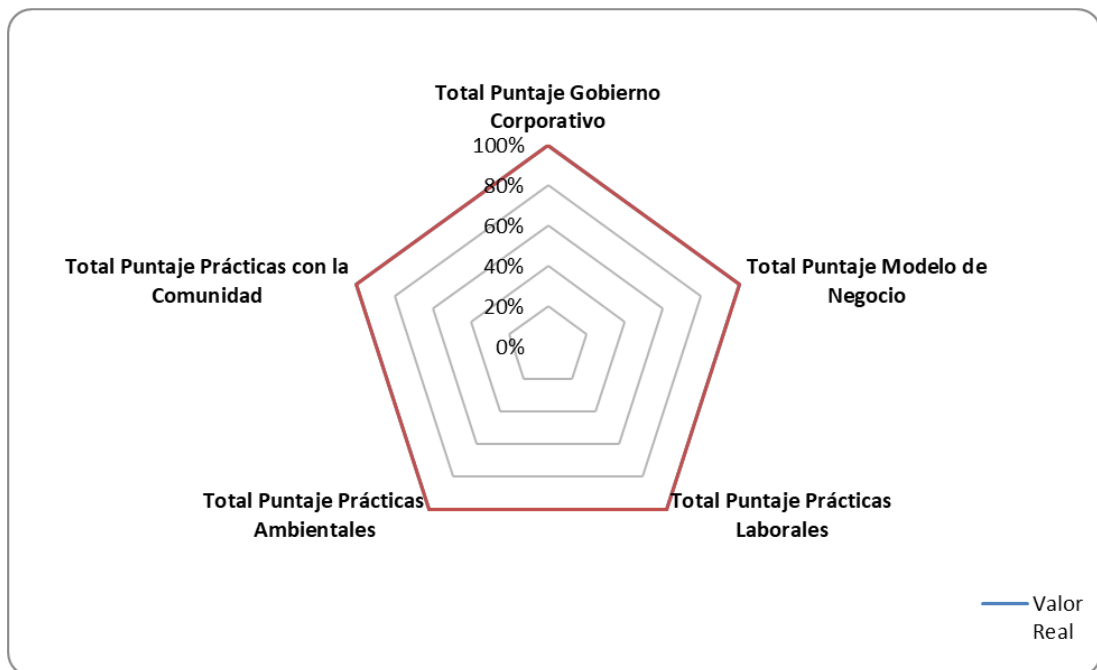 Total Puntaje Gobierno
Corporativo
100%
80%
60%
40%
20%
0%
Total Puntaje Modelo de
Negocio
Total Puntaje Prácticas
Laborales
Total Puntaje Prácticas
Ambientales
Total Puntaje Prácticas con la
Comunidad
Valor
Real